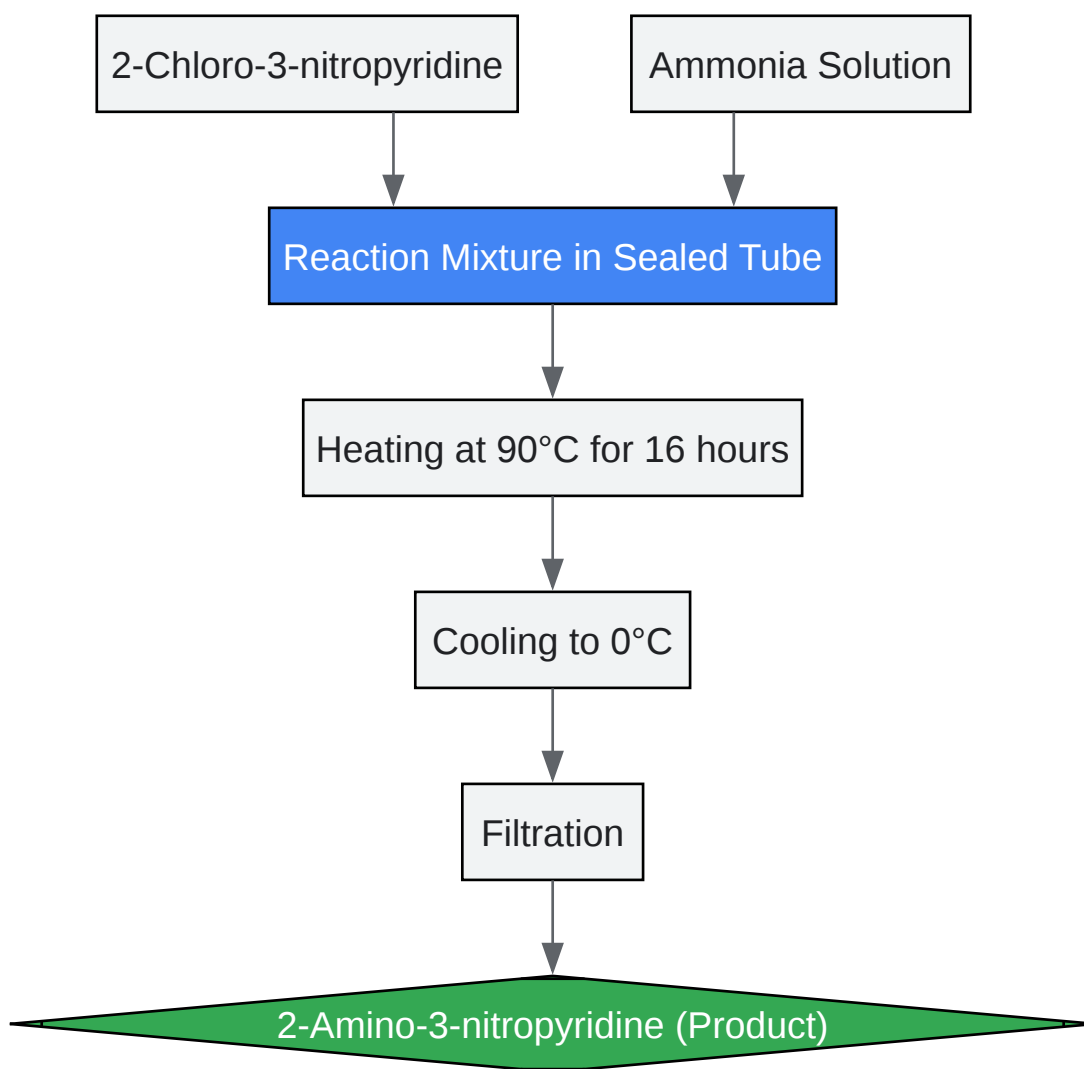 2-Chloro-3-nitropyridine
Ammonia Solution
Reaction Mixture in Sealed Tube
Heating at 90°C for 16 hours
Cooling to 0°C
Filtration
2-Amino-3-nitropyridine (Product)